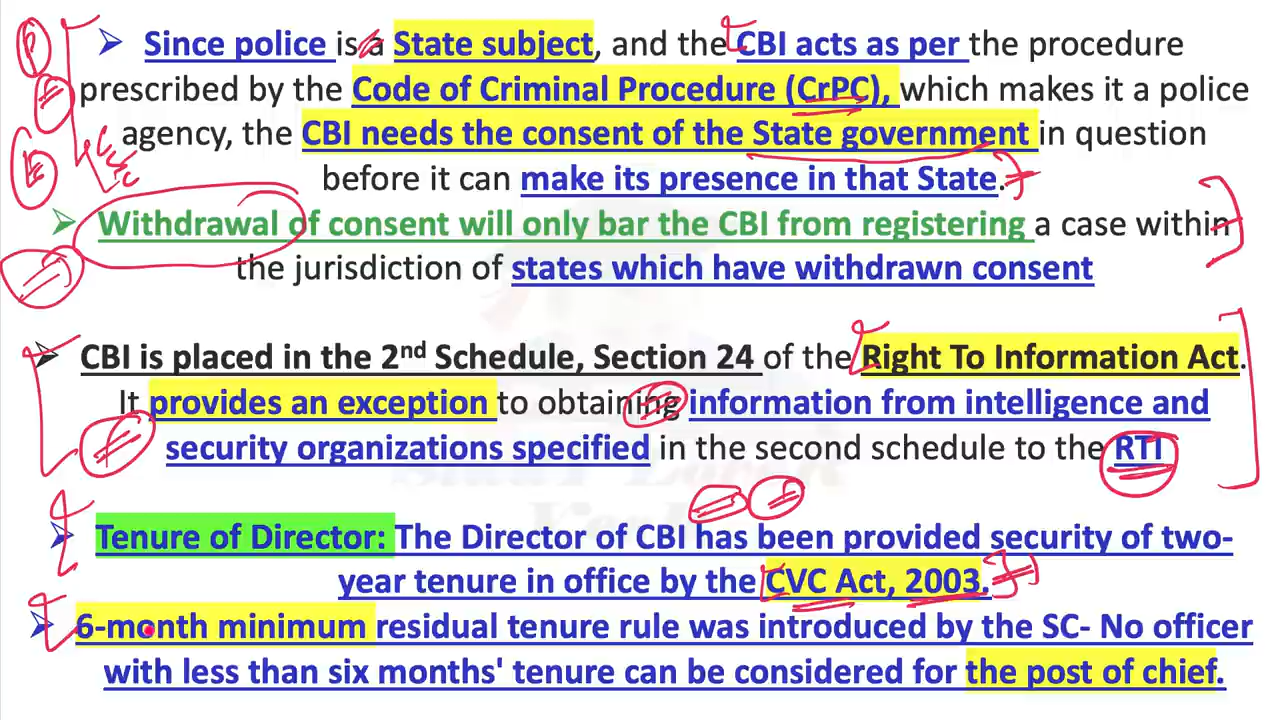 Since police is a State subject, and the CBI acts as per the procedure
prescribed by the Code of Criminal Procedure (CrPC), which makes it a police
agency, the CBI needs the consent of the State government in question
before it can make its presence in that State.
Withdrawal of consent will only bar the CBI from registering a case within
the jurisdiction of states which have withdrawn consent
CBI is placed in the 2nd Schedule, Section 24 of the Right To Information Act.
It provides an exception to obtaining information from intelligence and
security organizations specified in the second schedule to the RTI
Tenure of Director: The Director of CBI has been provided security of two-
year tenure in office by the CVC Act, 2003.
6-month minimum residual tenure rule was introduced by the SC- No officer
with less than six months' tenure can be considered for the post of chief.